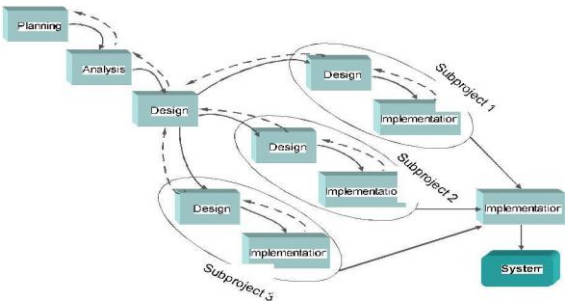 Planning
Analysis
Design
Design
Implementation
Subproject 1
Design
Implementatio
Subproject 2
Design
Implementation
Subproject 3
Implementation
System